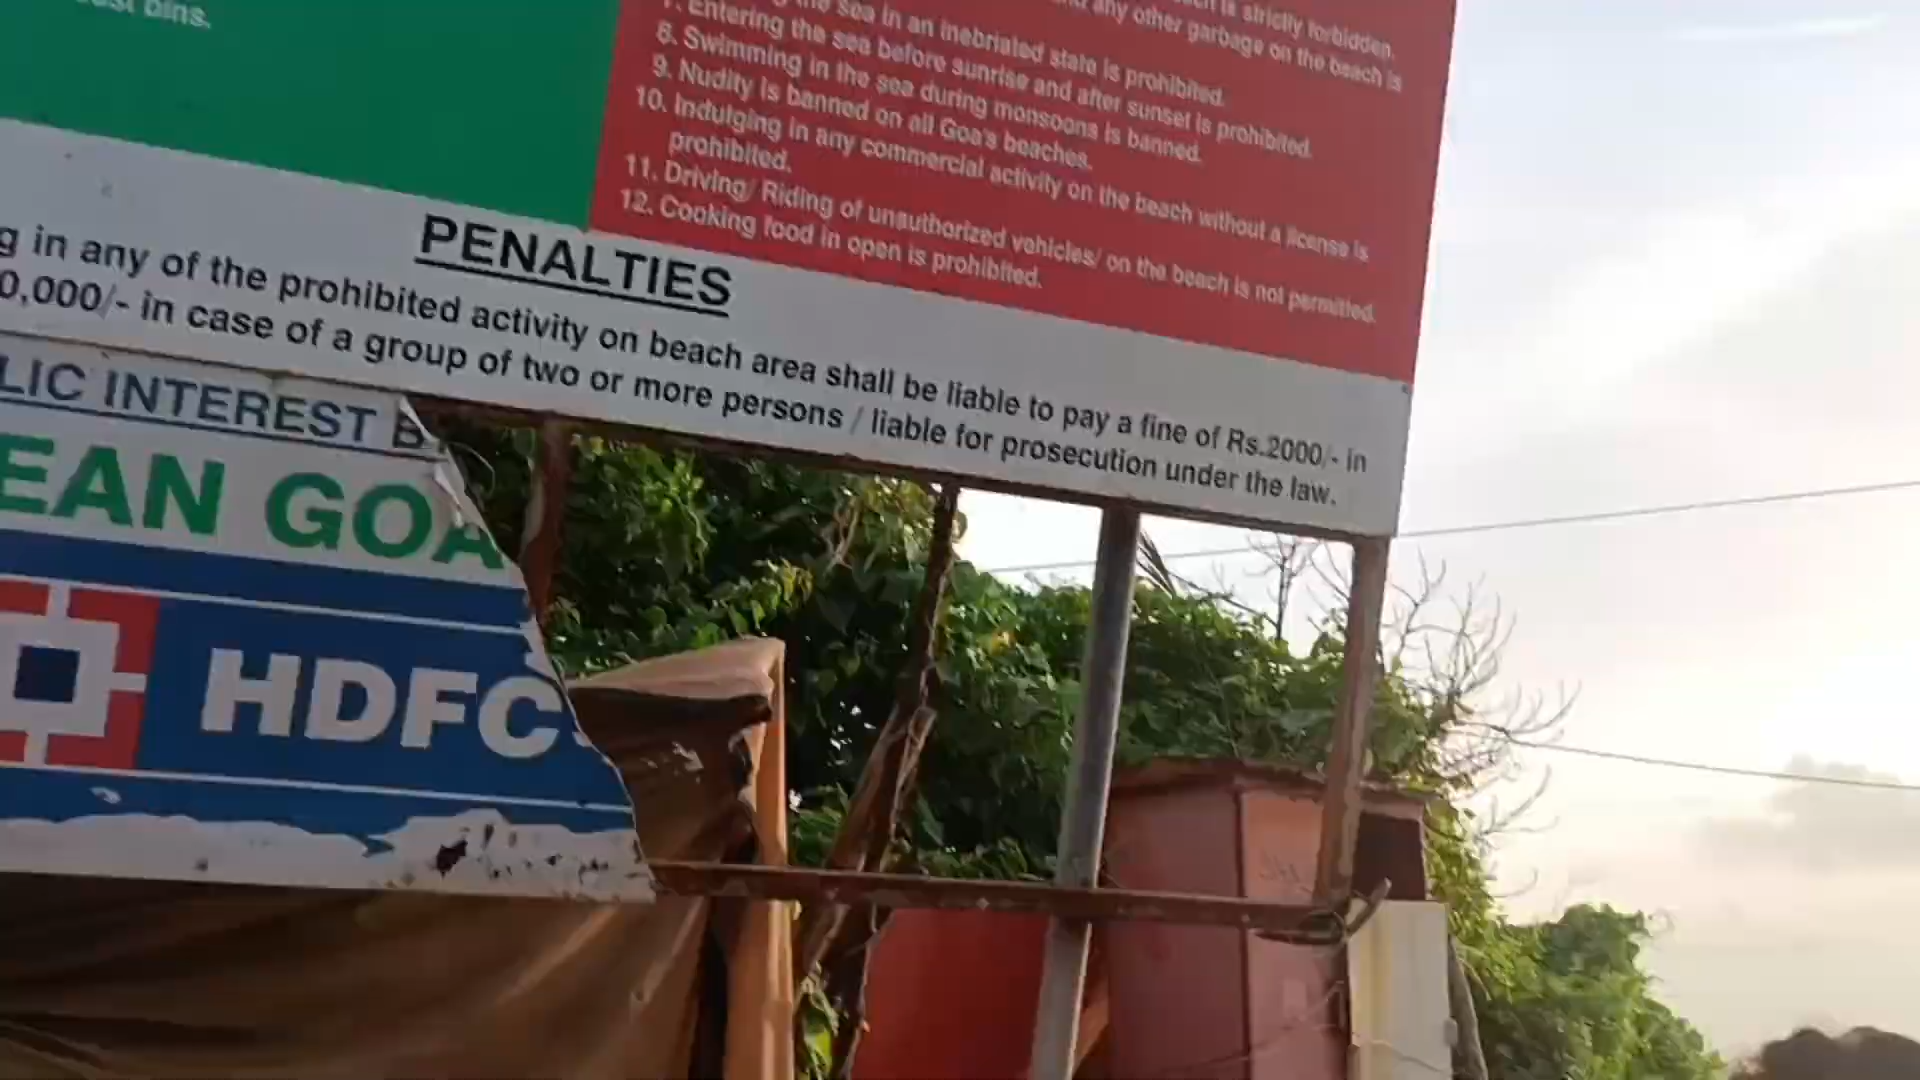 bins.
is strictly forbidden.
any other garbage on the beach is
the sea in an inebriated state is prohibited.
7. Entering the sea before sunrise and after sunset is prohibited.
8. Swimming in the sea during monsoons is banned.
9. Nudity is banned on all Goa's beaches.
10. Indulging in any commercial activity on the beach without a license is
prohibited.
11. Driving/ Riding of unauthorized vehicles/ on the beach is not permitted.
12. Cooking food in open is prohibited.
PENALTIES
g in any of the prohibited activity on beach area shall be liable to pay a fine of Rs.2000/- in
0,000/- in case of a group of two or more persons / liable for prosecution under the law.
LIC INTEREST B
EAN GOA
HDFC